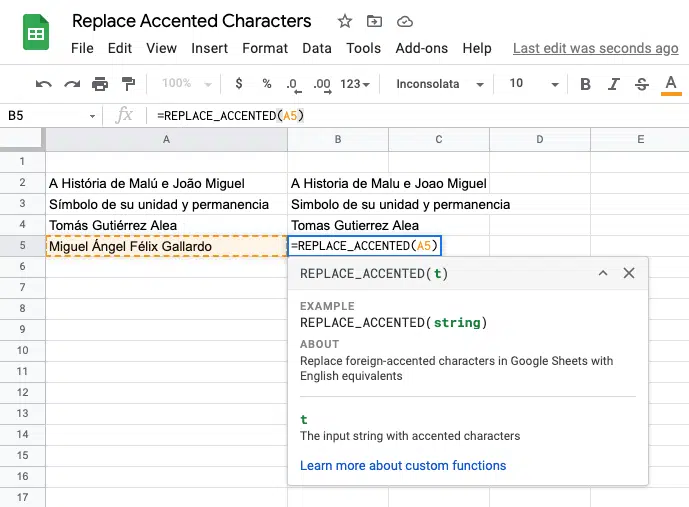 Replace Accented Characters
File Edit View Insert Format Data Tools Add-ons Help Last edit was seconds ago
100% $ % .0 .00 123 Inconsolata 10 B I S A
B5 fx =REPLACE_ACCENTED(A5)
A B C D E
1
2 A História de Malú e João Miguel A Historia de Malu e Joao Miguel
3 Símbolo de su unidad y permanencia Simbolo de su unidad y permanencia
4 Tomás Gutiérrez Alea Tomas Gutierrez Alea
5 Miguel Ángel Félix Gallardo =REPLACE_ACCENTED(A5)
6
7 REPLACE_ACCENTED(t)
8 EXAMPLE
9 REPLACE_ACCENTED(string)
10 ABOUT
11 Replace foreign-accented characters in Google Sheets with
12 English equivalents
13
14 t
The input string with accented characters
15
16 Learn more about custom functions
17